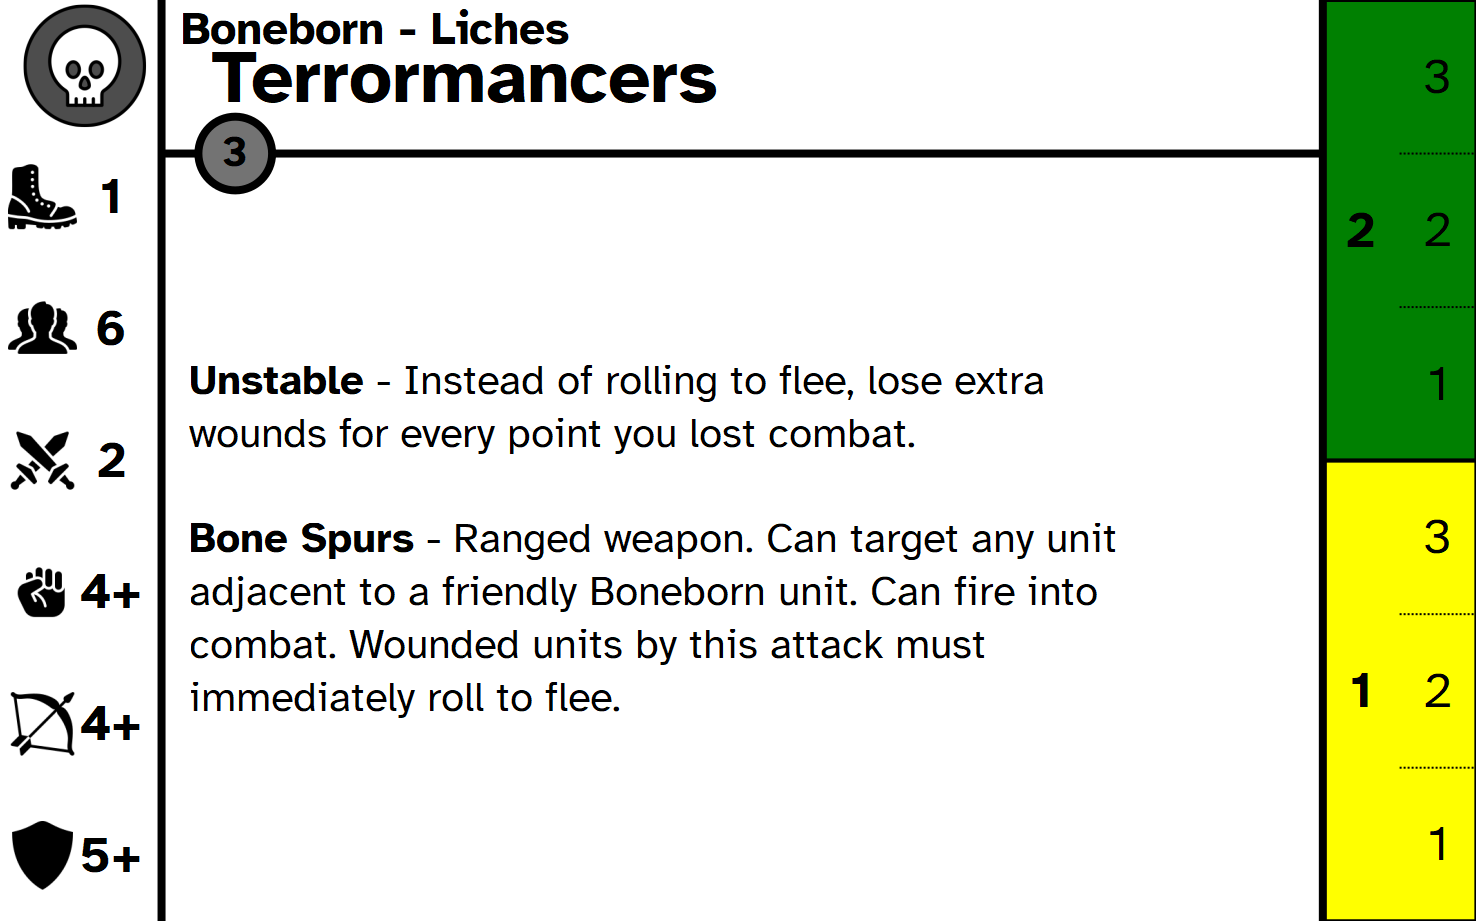 Boneborn - Liches
Terrormancers
3
1
6
2
4+
4+
5+
Unstable - Instead of rolling to flee, lose extra
wounds for every point you lost combat.
Bone Spurs - Ranged weapon. Can target any unit
adjacent to a friendly Boneborn unit. Can fire into
combat. Wounded units by this attack must
immediately roll to flee.
3
2 2
1
3
1 2
1